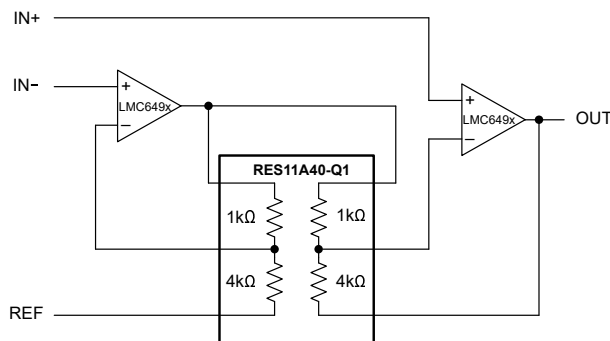 IN+
IN−
+
LMC649x
−
+
LMC649x
−
OUT
RES11A40-Q1
1kΩ
1kΩ
4kΩ
4kΩ
REF